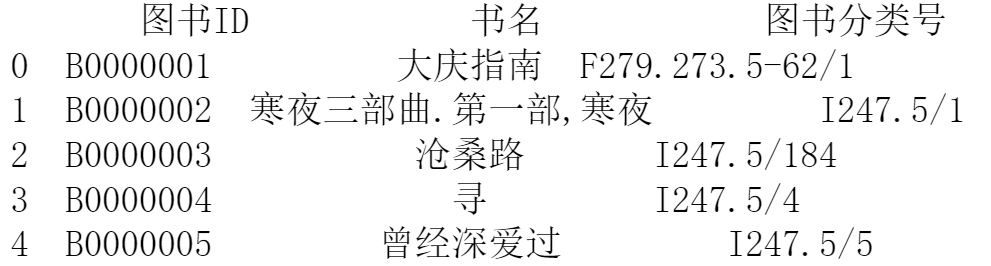 图书ID 书名 图书分类号
0 B0000001 大庆指南 F279.273.5-62/1
1 B0000002 寒夜三部曲.第一部,寒夜 I247.5/1
2 B0000003 沧桑路 I247.5/184
3 B0000004 寻 I247.5/4
4 B0000005 曾经深爱过 I247.5/5